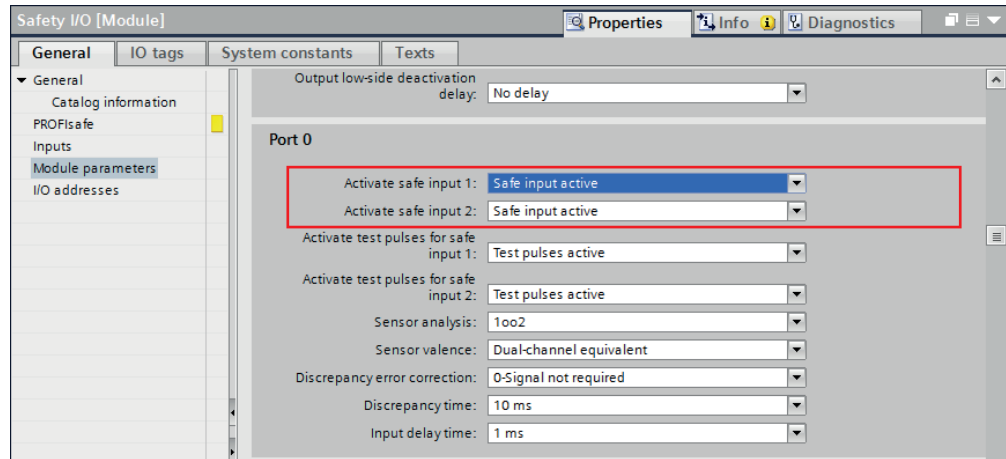 Safety I/O [Module]
Properties
Info
Diagnostics
General
IO tags
System constants
Texts
General
Catalog information
PROFIsafe
Inputs
Module parameters
I/O addresses
Output low-side deactivation
delay: No delay
Port 0
Activate safe input 1: Safe input active
Activate safe input 2: Safe input active
Activate test pulses for safe
input 1: Test pulses active
Activate test pulses for safe
input 2: Test pulses active
Sensor analysis: 1oo2
Sensor valence: Dual-channel equivalent
Discrepancy error correction: 0-Signal not required
Discrepancy time: 10 ms
Input delay time: 1 ms